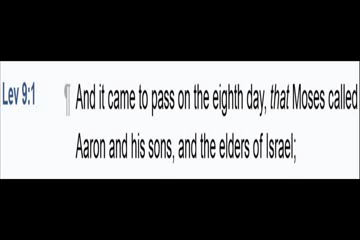 Lev 9:1 ¶ And it came to pass on the eighth day, that Moses called
Aaron and his sons, and the elders of Israel;